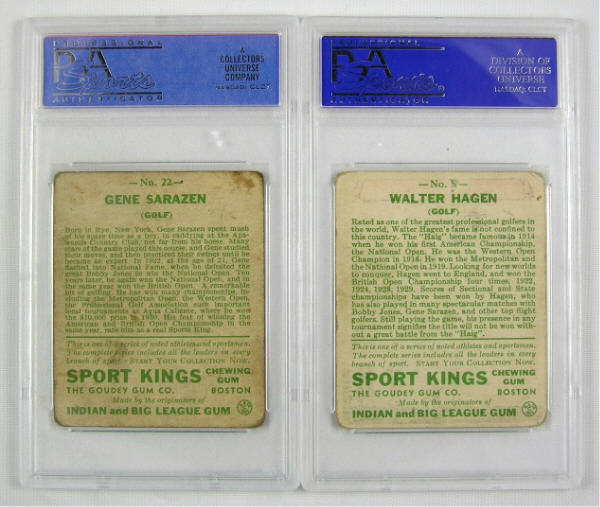 PROFESSIONAL
PSA
Sports
AUTHENTICATOR
A
COLLECTORS
UNIVERSE
COMPANY
NASDAQ: CLCT
— No. 22 —
GENE SARAZEN
(GOLF)
Born in Rye, New York, Gene Sarazen spent much
of his spare time as a boy, in caddying at the Apa-
wamis Country Club, not far from his home. Many
stars of the game played this course, and Gene studied
their moves, and then practiced their swings until he
became an expert. In 1922, at the age of 21, Gene
flashed into National Fame, when he defeated the
great Bobby Jones to win the National Open. Ten
years later, he again won the National Open, and in
the same year won the British Open. A remarkable
bit of golfing. He has won many championships, in-
cluding the Metropolitan Open, the Western Open,
the Professional Golf Association and important
local tournaments as Agua Caliente, where he won
the $10,000 prize in 1930. His feat of winning the
American and British Open Championship in the
same year, rate him as a real Sport King.
This is one of a series of noted athletes and sportsmen.
The complete series includes all the leaders in every
branch of sport. START YOUR COLLECTION NOW.
SPORT KINGS CHEWING GUM
THE GOUDEY GUM CO. BOSTON
Made by the originators of
INDIAN and BIG LEAGUE GUM
PROFESSIONAL
PSA
Sports
AUTHENTICATOR
A
DIVISION OF
COLLECTORS
UNIVERSE
NASDAQ: CLCT
— No. 8 —
WALTER HAGEN
(GOLF)
Rated as one of the greatest professional golfers in
the world, Walter Hagen's fame is not confined to
this country. The "Haig" became famous in 1914
when he won his first American Championship,
the National Open. He was the Western Open
Champion in 1916. He won the Metropolitan and
the National Open in 1919. Looking for new worlds
to conquer, Hagen went to England, and won the
British Open Championship four times, 1922,
1924, 1928, 1929. Scores of Sectional and State
championships have been won by Hagen, who
has also played in many spectacular matches with
Bobby Jones, Gene Sarazen, and other top flight
golfers. Still playing the game, his presence in any
tournament signifies the title will not be won with-
out a great battle from the "Haig".
This is one of a series of noted athletes and sportsmen.
The complete series includes all the leaders in every
branch of sport. START YOUR COLLECTION NOW.
SPORT KINGS CHEWING GUM
THE GOUDEY GUM CO. BOSTON
Made by the originators of
INDIAN and BIG LEAGUE GUM